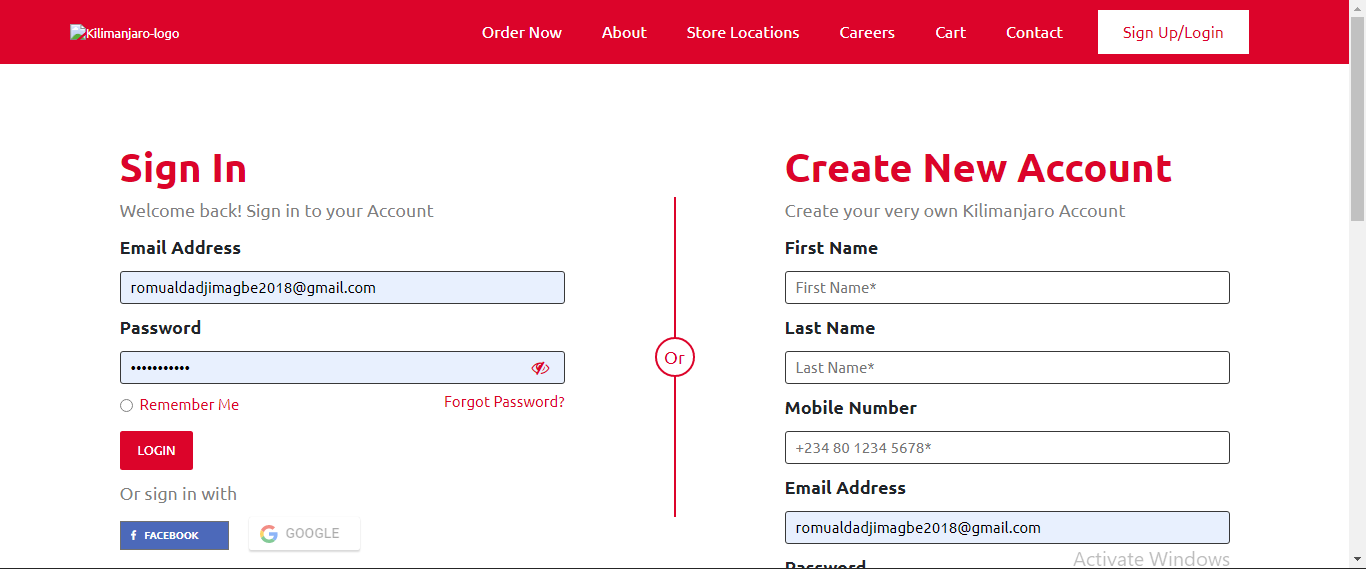 Kilimanjaro-logo
Order Now
About
Store Locations
Careers
Cart
Contact
Sign Up/Login
Sign In
Welcome back! Sign in to your Account
Email Address
romualdadjimagbe2018@gmail.com
Password
•••••••••••
Remember Me
Forgot Password?
LOGIN
Or sign in with
f FACEBOOK
G GOOGLE
Or
Create New Account
Create your very own Kilimanjaro Account
First Name
First Name*
Last Name
Last Name*
Mobile Number
+234 80 1234 5678*
Email Address
romualdadjimagbe2018@gmail.com
Password
Activate Windows